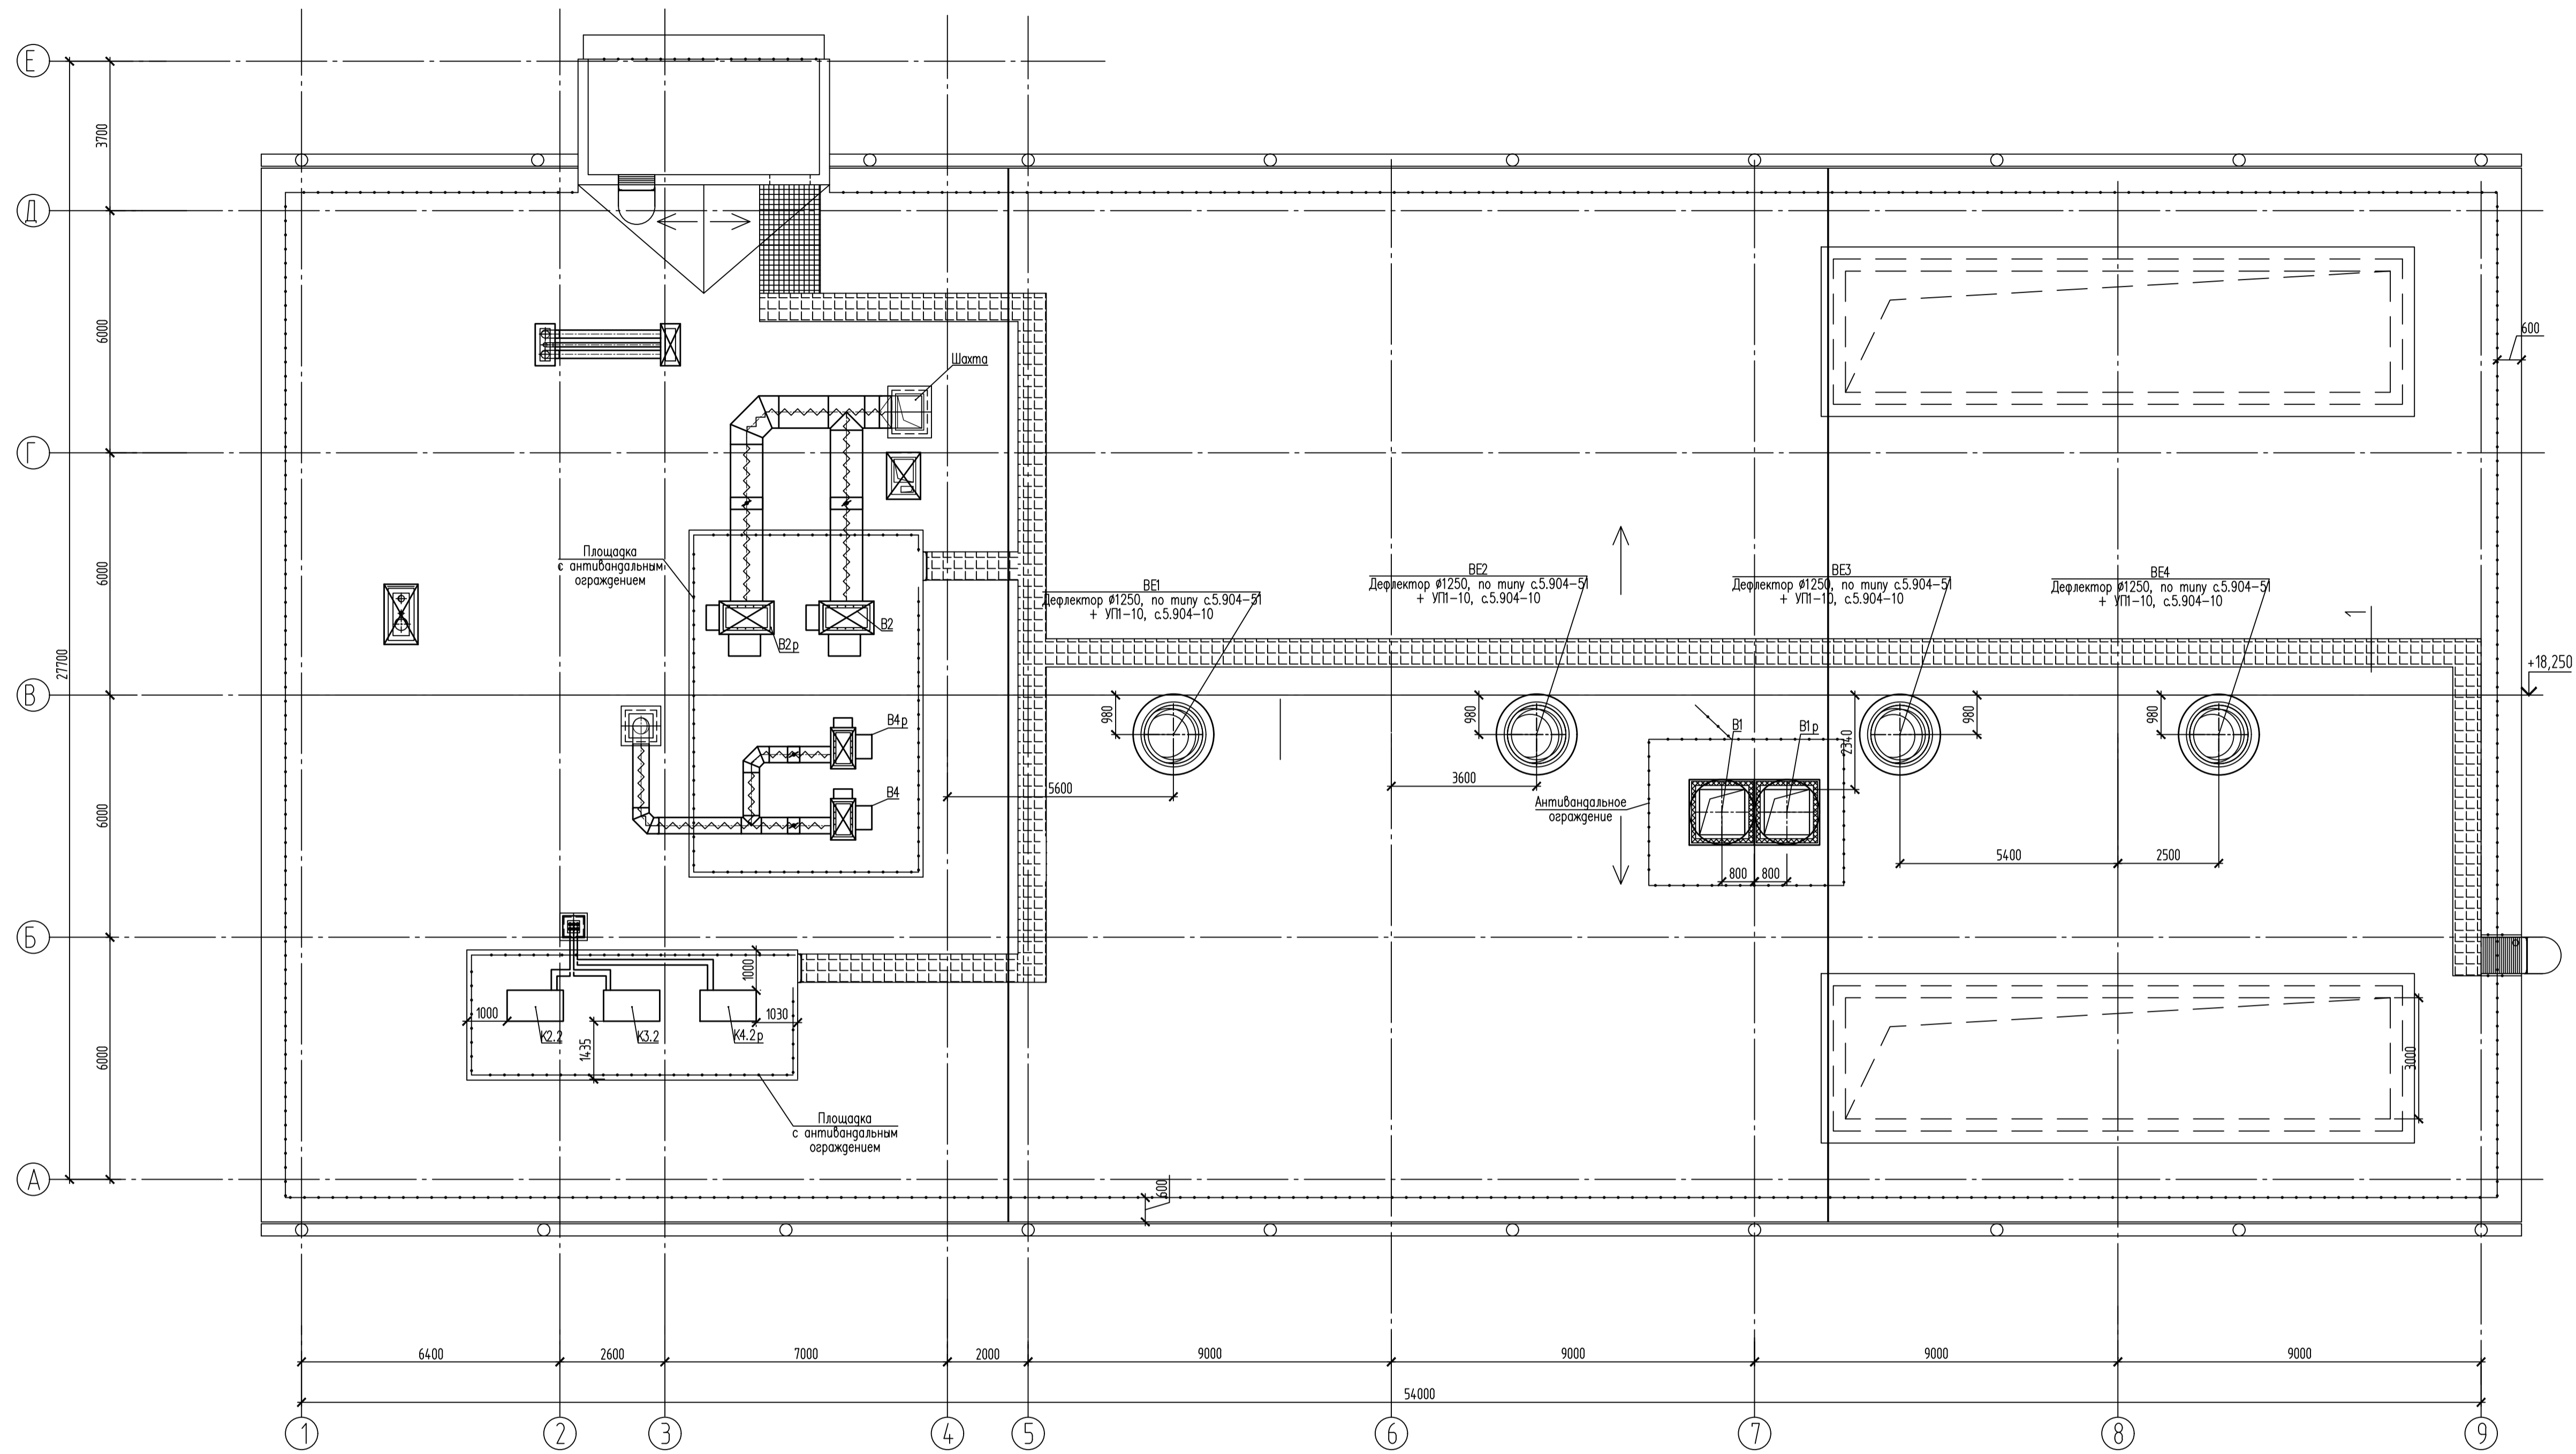 Е
3700
Д
6000
600
Шахта
Г
Площадка
с антивандальным
ограждением
6000
ВЕ1
Дефлектор ø1250, по типу с.5.904-51
+ УП1-10, с.5.904-10
ВЕ2
Дефлектор ø1250, по типу с.5.904-51
+ УП1-10, с.5.904-10
ВЕ3
Дефлектор ø1250, по типу с.5.904-51
+ УП1-10, с.5.904-10
ВЕ4
Дефлектор ø1250, по типу с.5.904-51
+ УП1-10, с.5.904-10
1
В2р
В2
27700
+18,250
В
980
980
980
980
В4р
В1
В1р
2340
5600
3600
В4
Антивандальное
ограждение
6000
5400
2500
800
800
Б
1000
1000
1030
К2.2
К3.2
К4.2р
1435
6000
3000
Площадка
с антивандальным
ограждением
А
600
6400
2600
7000
2000
9000
9000
9000
9000
54000
1
2
3
4
5
6
7
8
9